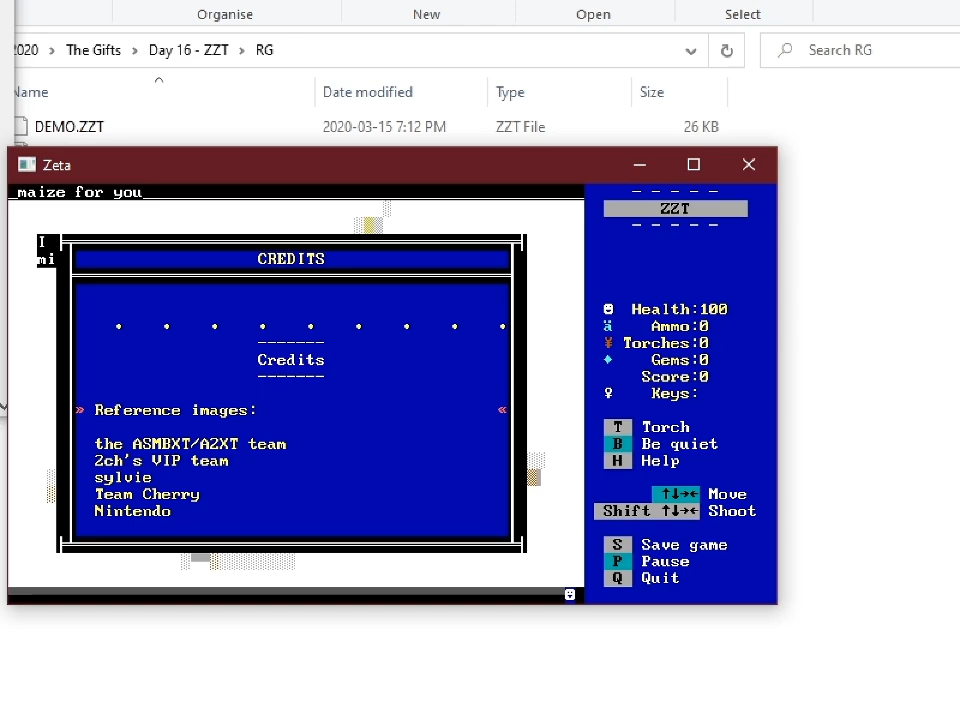 Organise New Open Select
2020 > The Gifts > Day 16 - ZZT > RG
Search RG
Name Date modified Type Size
DEMO.ZZT 2020-03-15 7:12 PM ZZT File 26 KB
Zeta
maize for you
I
mi
CREDITS
-------
Credits
-------
» Reference images: «
the ASMBXT/A2XT team
2ch's VIP team
sylvie
Team Cherry
Nintendo
- - - - -
ZZT
- - - - -
Health:100
Ammo:0
Torches:0
Gems:0
Score:0
Keys:
T Torch
B Be quiet
H Help
↑↓→← Move
Shift ↑↓→← Shoot
S Save game
P Pause
Q Quit